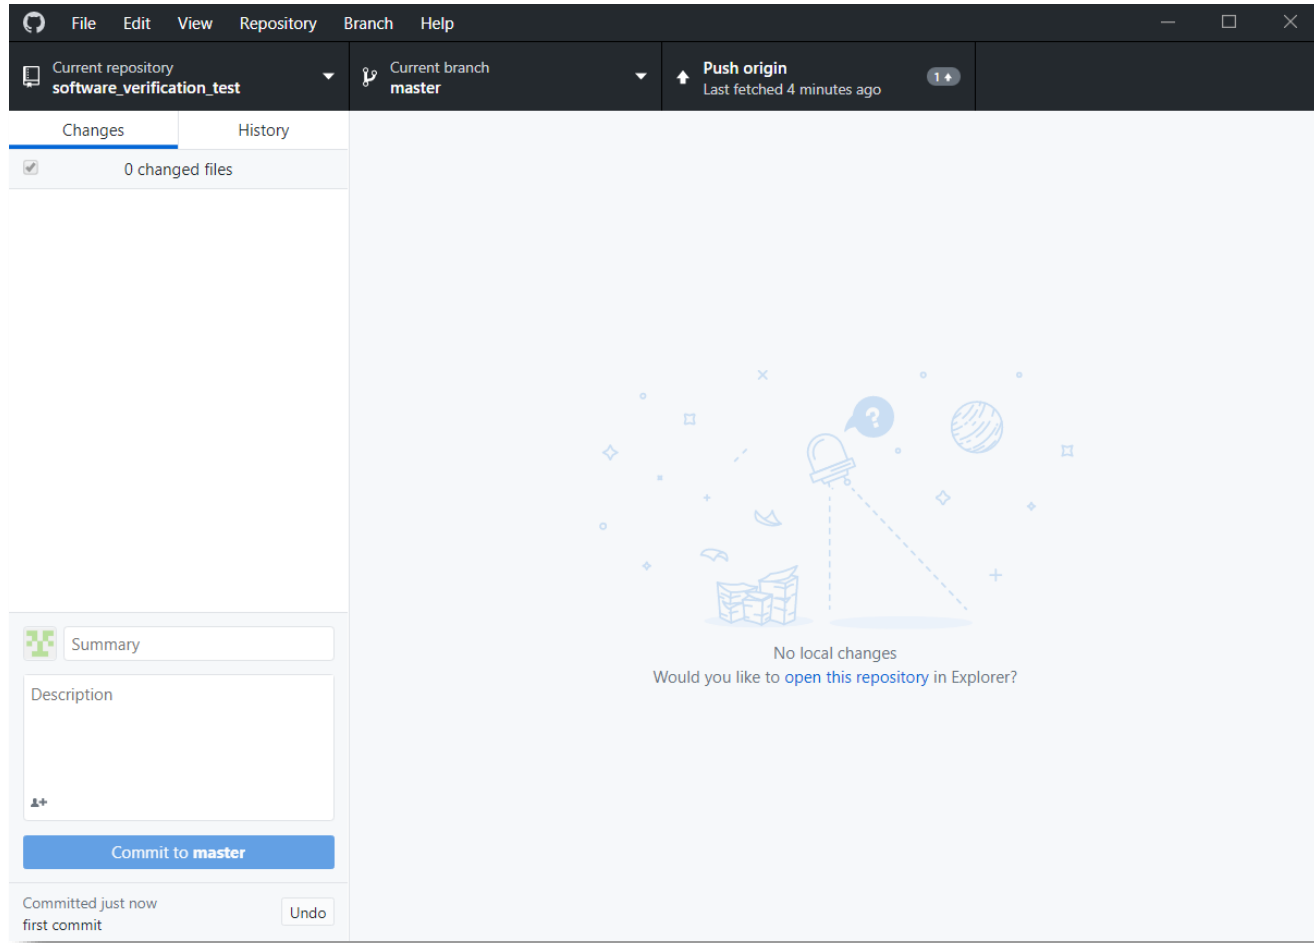 File Edit View Repository Branch Help
Current repository
software_verification_test
Current branch
master
Push origin
Last fetched 4 minutes ago
1
Changes
History
0 changed files
?
No local changes
Would you like to open this repository in Explorer?
Summary
Description
Commit to master
Committed just now
first commit
Undo